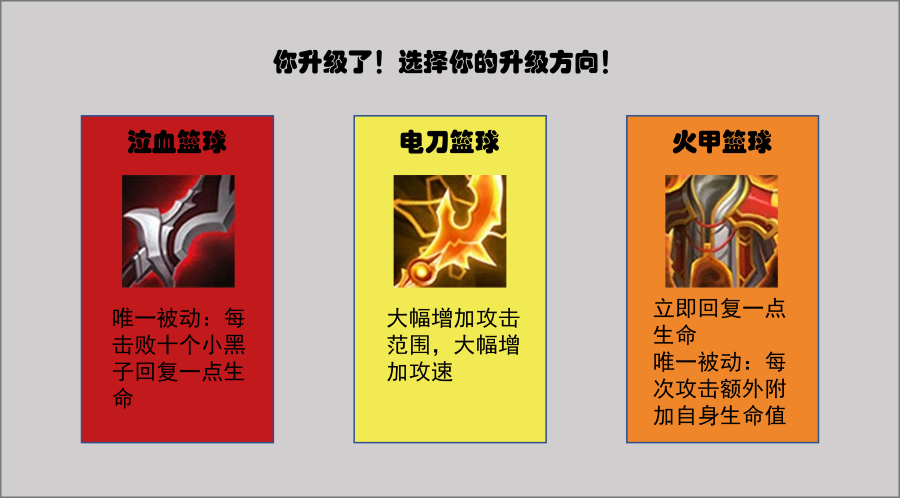 你升级了！选择你的升级方向！
泣血篮球
唯一被动：每
击败十个小黑
子回复一点生
命
电刀篮球
大幅增加攻击
范围，大幅增
加攻速
火甲篮球
立即回复一点
生命
唯一被动：每
次攻击额外附
加自身生命值